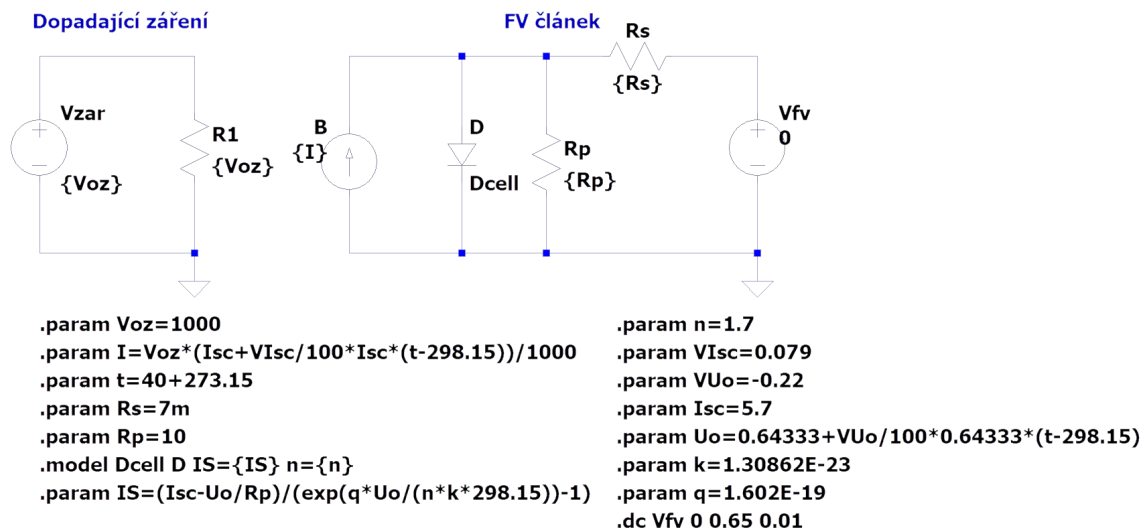 Dopadající záření
FV článek
Vzar
{Voz}
R1
{Voz}
B
{I}
D
Dcell
Rp
{Rp}
Rs
{Rs}
Vfv
0
.param Voz=1000
.param I=Voz*(Isc+VIsc/100*Isc*(t-298.15))/1000
.param t=40+273.15
.param Rs=7m
.param Rp=10
.model Dcell D IS={IS} n={n}
.param IS=(Isc-Uo/Rp)/(exp(q*Uo/(n*k*298.15))-1)
.param n=1.7
.param VIsc=0.079
.param VUo=-0.22
.param Isc=5.7
.param Uo=0.64333+VUo/100*0.64333*(t-298.15)
.param k=1.30862E-23
.param q=1.602E-19
.dc Vfv 0 0.65 0.01